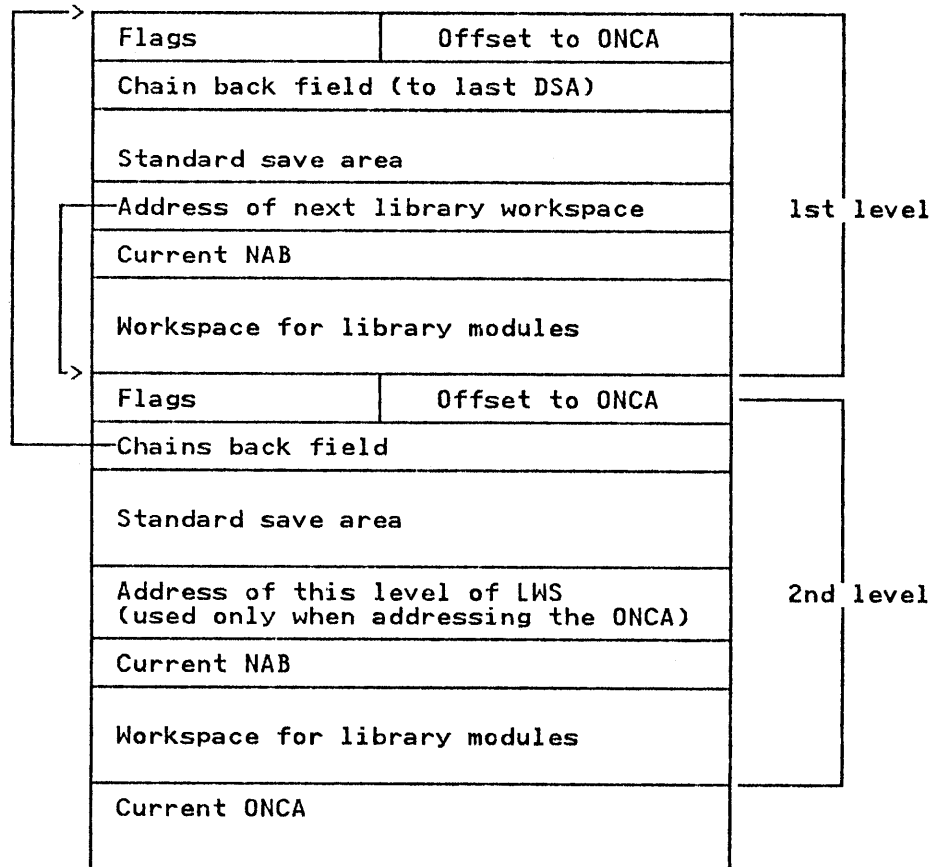 Flags Offset to ONCA
Chain back field (to last DSA)
Standard save area
Address of next library workspace
1st level
Current NAB
Workspace for library modules
Flags Offset to ONCA
Chains back field
Standard save area
Address of this level of LWS
(used only when addressing the ONCA)
2nd level
Current NAB
Workspace for library modules
Current ONCA